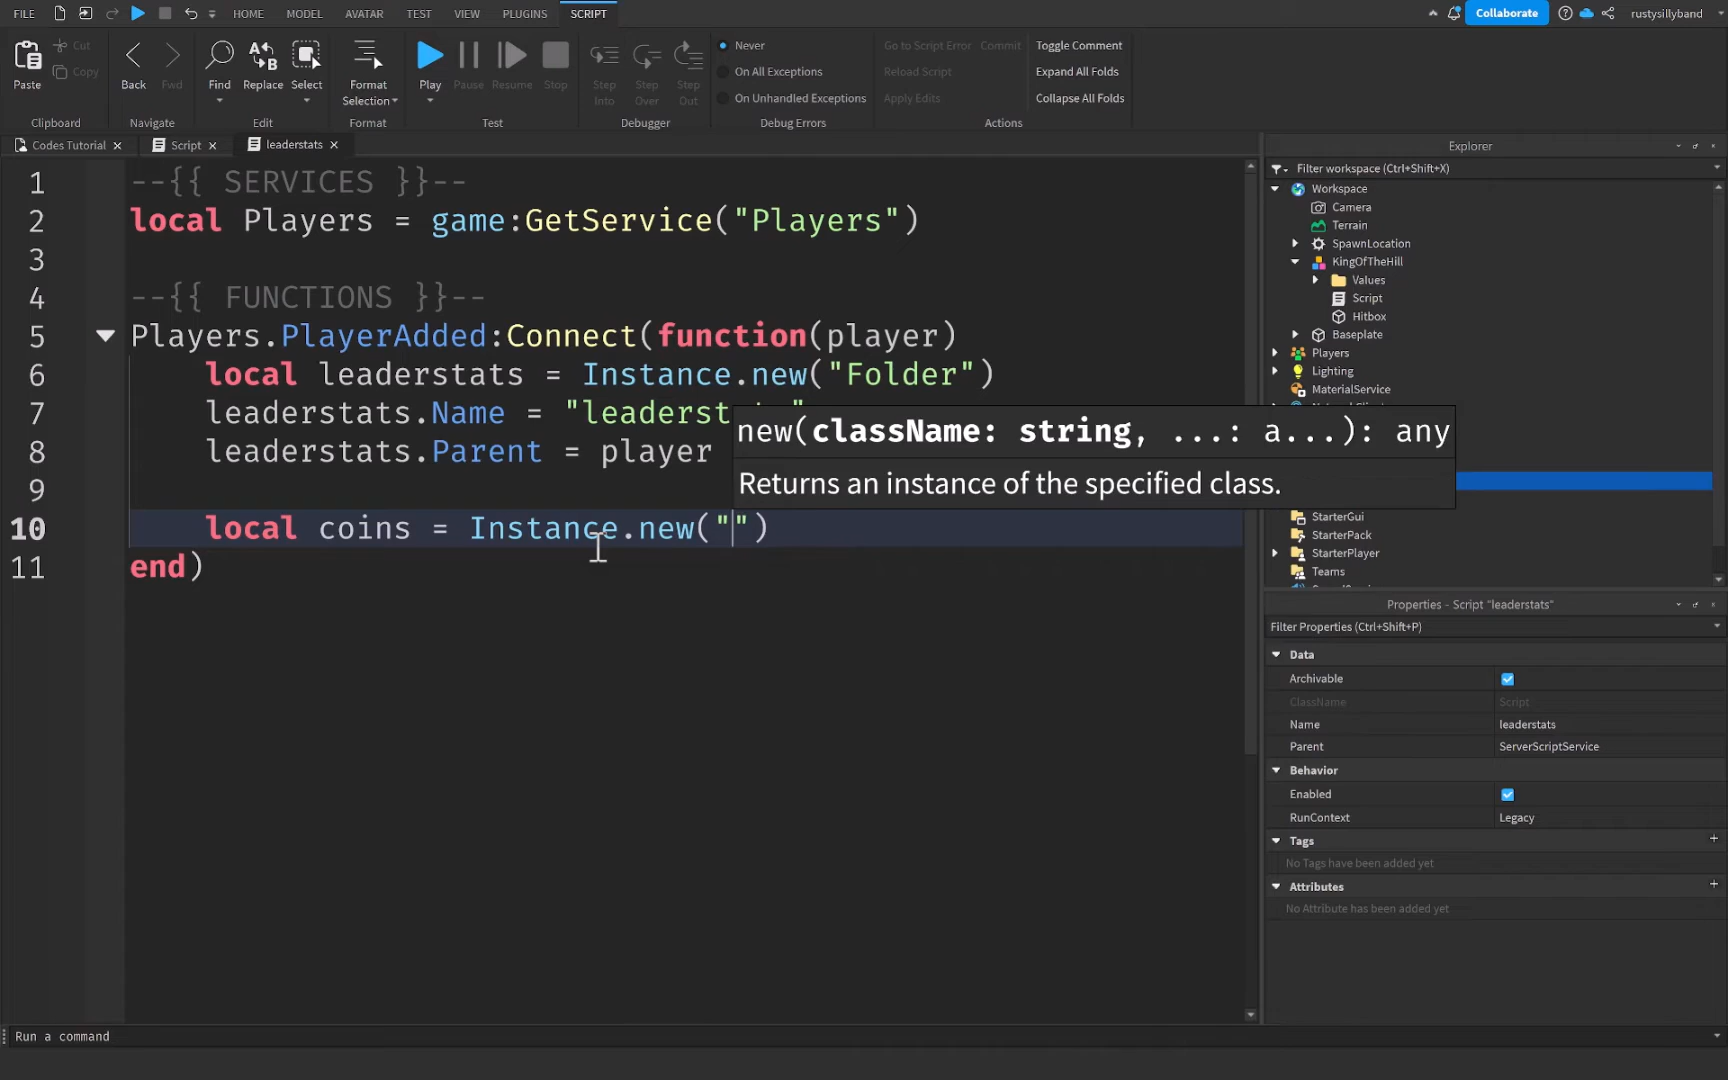 FILE HOME MODEL AVATAR TEST VIEW PLUGINS SCRIPT Collaborate rustysillyband
Paste Cut Copy Back Fwd Find Replace Select Format Selection Play Pause Resume Stop Step Into Step Over Step Out
Never
On All Exceptions
On Unhandled Exceptions
Go to Script Error Commit
Reload Script
Apply Edits
Toggle Comment
Expand All Folds
Collapse All Folds
Clipboard Navigate Edit Format Test Debugger Debug Errors Actions
Codes Tutorial Script leaderstats
1 --{{ SERVICES }}--
2 local Players = game:GetService("Players")
3
4 --{{ FUNCTIONS }}--
5 Players.PlayerAdded:Connect(function(player)
6 local leaderstats = Instance.new("Folder")
7 leaderstats.Name = "leaderst
8 leaderstats.Parent = player
9
10 local coins = Instance.new("")
11 end)
new(className: string, ...: a...): any
Returns an instance of the specified class.
Explorer
Filter workspace (Ctrl+Shift+X)
Workspace
Camera
Terrain
SpawnLocation
KingOfTheHill
Values
Script
Hitbox
Baseplate
Players
Lighting
MaterialService
StarterGui
StarterPack
StarterPlayer
Teams
Properties - Script "leaderstats"
Filter Properties (Ctrl+Shift+P)
Data
Archivable
ClassName Script
Name leaderstats
Parent ServerScriptService
Behavior
Enabled
RunContext Legacy
Tags
No Tags have been added yet
Attributes
No Attribute has been added yet
Run a command